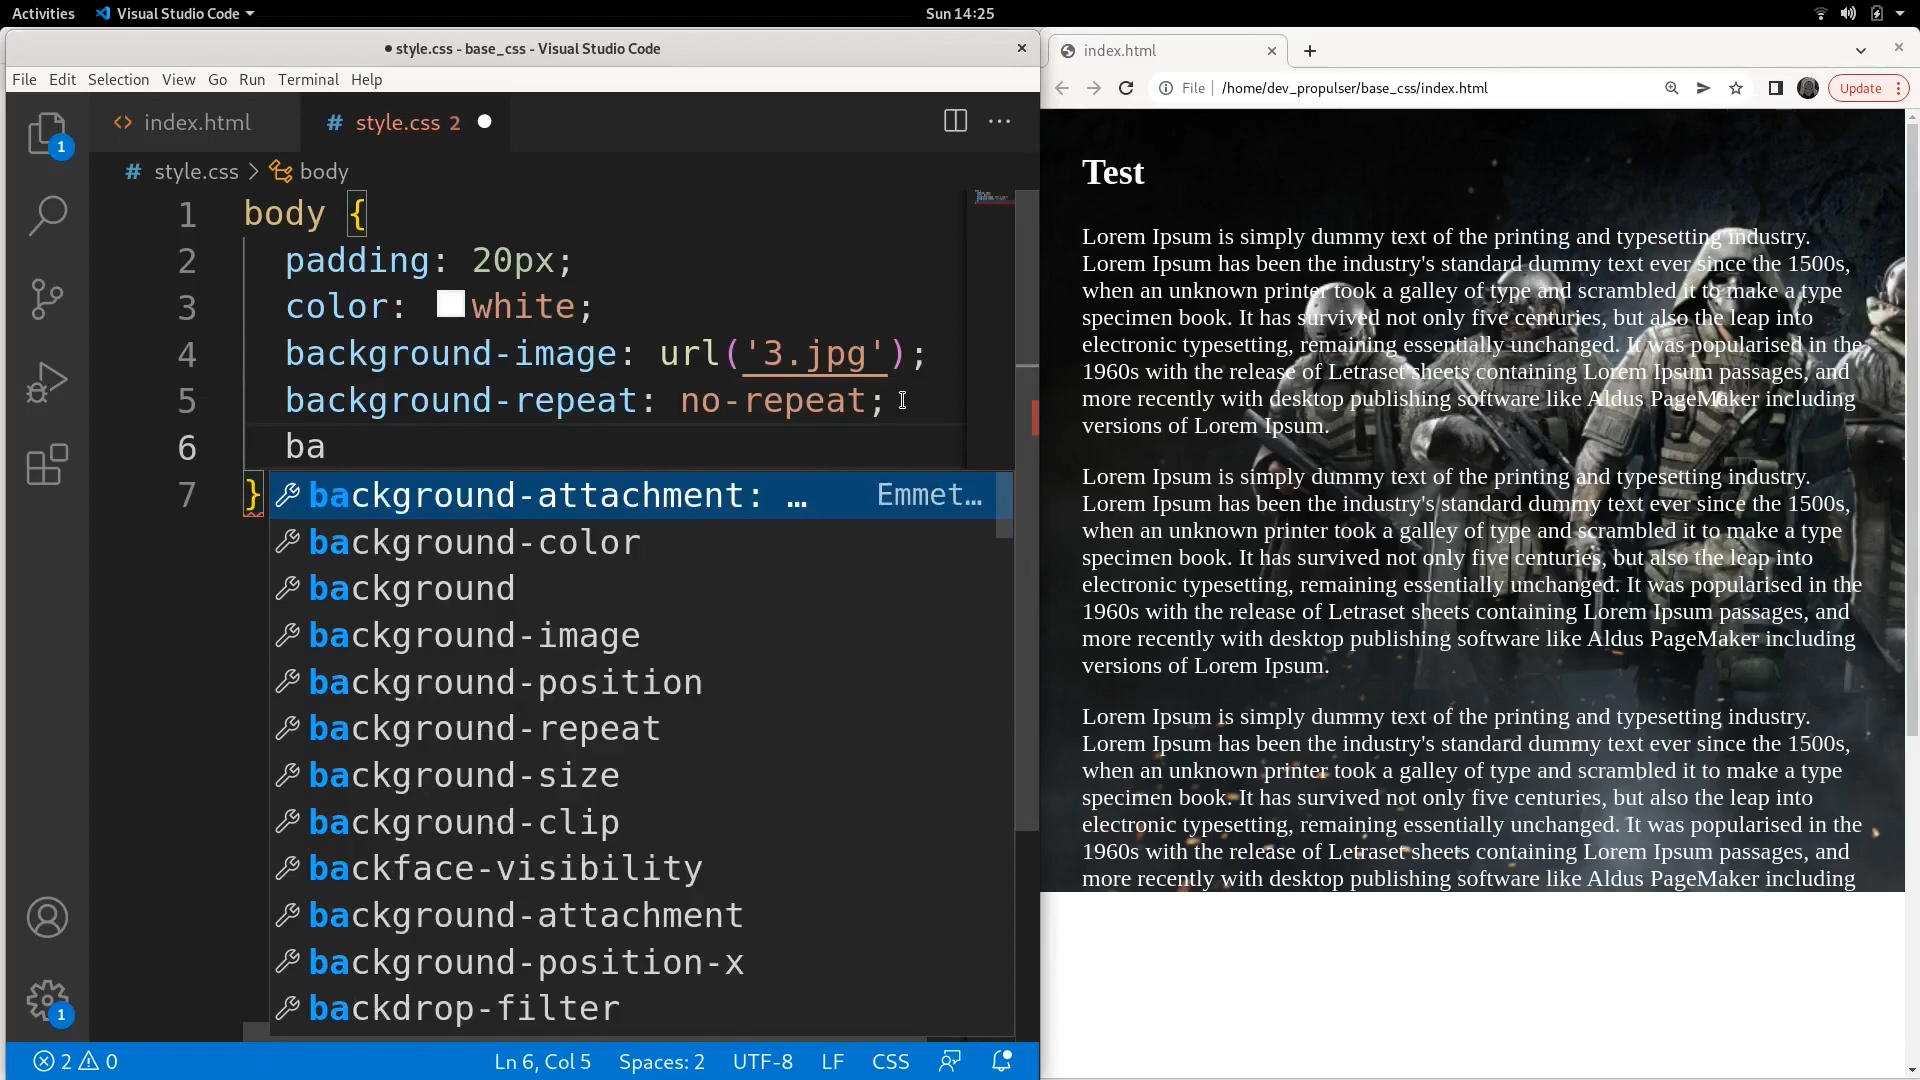 Activities
Visual Studio Code
Sun 14:25
● style.css - base_css - Visual Studio Code
File Edit Selection View Go Run Terminal Help
index.html
# style.css 2
# style.css > body
1 body {
2 padding: 20px;
3 color: white;
4 background-image: url('3.jpg');
5 background-repeat: no-repeat;
6 ba
7 }
background-attachment: … Emmet…
background-color
background
background-image
background-position
background-repeat
background-size
background-clip
backface-visibility
background-attachment
background-position-x
backdrop-filter
1
1
2 0
Ln 6, Col 5 Spaces: 2 UTF-8 LF CSS
index.html
File /home/dev_propulser/base_css/index.html
Update
Test
Lorem Ipsum is simply dummy text of the printing and typesetting industry.
Lorem Ipsum has been the industry's standard dummy text ever since the 1500s,
when an unknown printer took a galley of type and scrambled it to make a type
specimen book. It has survived not only five centuries, but also the leap into
electronic typesetting, remaining essentially unchanged. It was popularised in the
1960s with the release of Letraset sheets containing Lorem Ipsum passages, and
more recently with desktop publishing software like Aldus PageMaker including
versions of Lorem Ipsum.
Lorem Ipsum is simply dummy text of the printing and typesetting industry.
Lorem Ipsum has been the industry's standard dummy text ever since the 1500s,
when an unknown printer took a galley of type and scrambled it to make a type
specimen book. It has survived not only five centuries, but also the leap into
electronic typesetting, remaining essentially unchanged. It was popularised in the
1960s with the release of Letraset sheets containing Lorem Ipsum passages, and
more recently with desktop publishing software like Aldus PageMaker including
versions of Lorem Ipsum.
Lorem Ipsum is simply dummy text of the printing and typesetting industry.
Lorem Ipsum has been the industry's standard dummy text ever since the 1500s,
when an unknown printer took a galley of type and scrambled it to make a type
specimen book. It has survived not only five centuries, but also the leap into
electronic typesetting, remaining essentially unchanged. It was popularised in the
1960s with the release of Letraset sheets containing Lorem Ipsum passages, and
more recently with desktop publishing software like Aldus PageMaker including